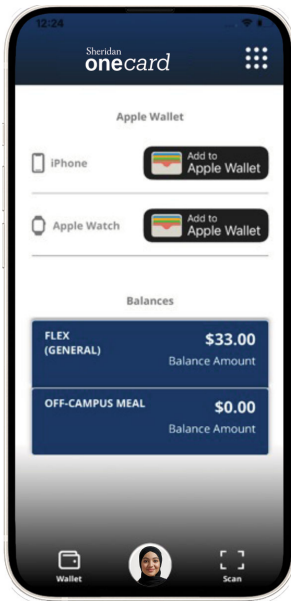 12:24
Sheridan
onecard
Apple Wallet
iPhone
Add to
Apple Wallet
Apple Watch
Add to
Apple Wallet
Balances
FLEX
(GENERAL)
$33.00
Balance Amount
OFF-CAMPUS MEAL
$0.00
Balance Amount
Wallet
Scan